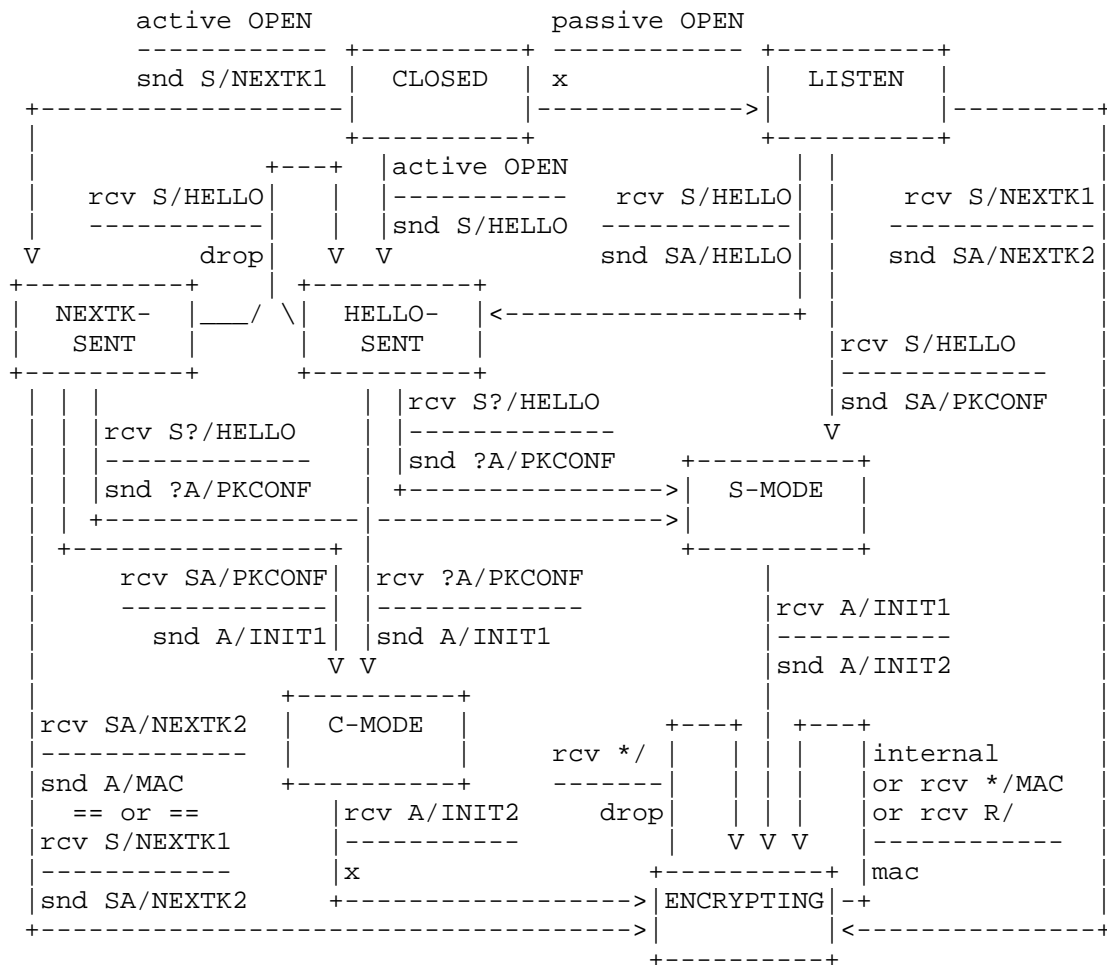 active OPEN passive OPEN
snd S/NEXTK1 CLOSED x LISTEN
active OPEN
rcv S/HELLO rcv S/HELLO rcv S/NEXTK1
snd S/HELLO
V drop V V snd SA/HELLO snd SA/NEXTK2
NEXTK- HELLO-
SENT SENT rcv S/HELLO
snd SA/PKCONF
rcv S?/HELLO
rcv S?/HELLO V
snd ?A/PKCONF
snd ?A/PKCONF S-MODE
rcv SA/PKCONF rcv ?A/PKCONF
rcv A/INIT1
snd A/INIT1 snd A/INIT1
V V snd A/INIT2
rcv SA/NEXTK2 C-MODE
rcv */ internal
snd A/MAC or rcv */MAC
== or == rcv A/INIT2 drop or rcv R/
rcv S/NEXTK1 V V V
x mac
snd SA/NEXTK2 ENCRYPTING